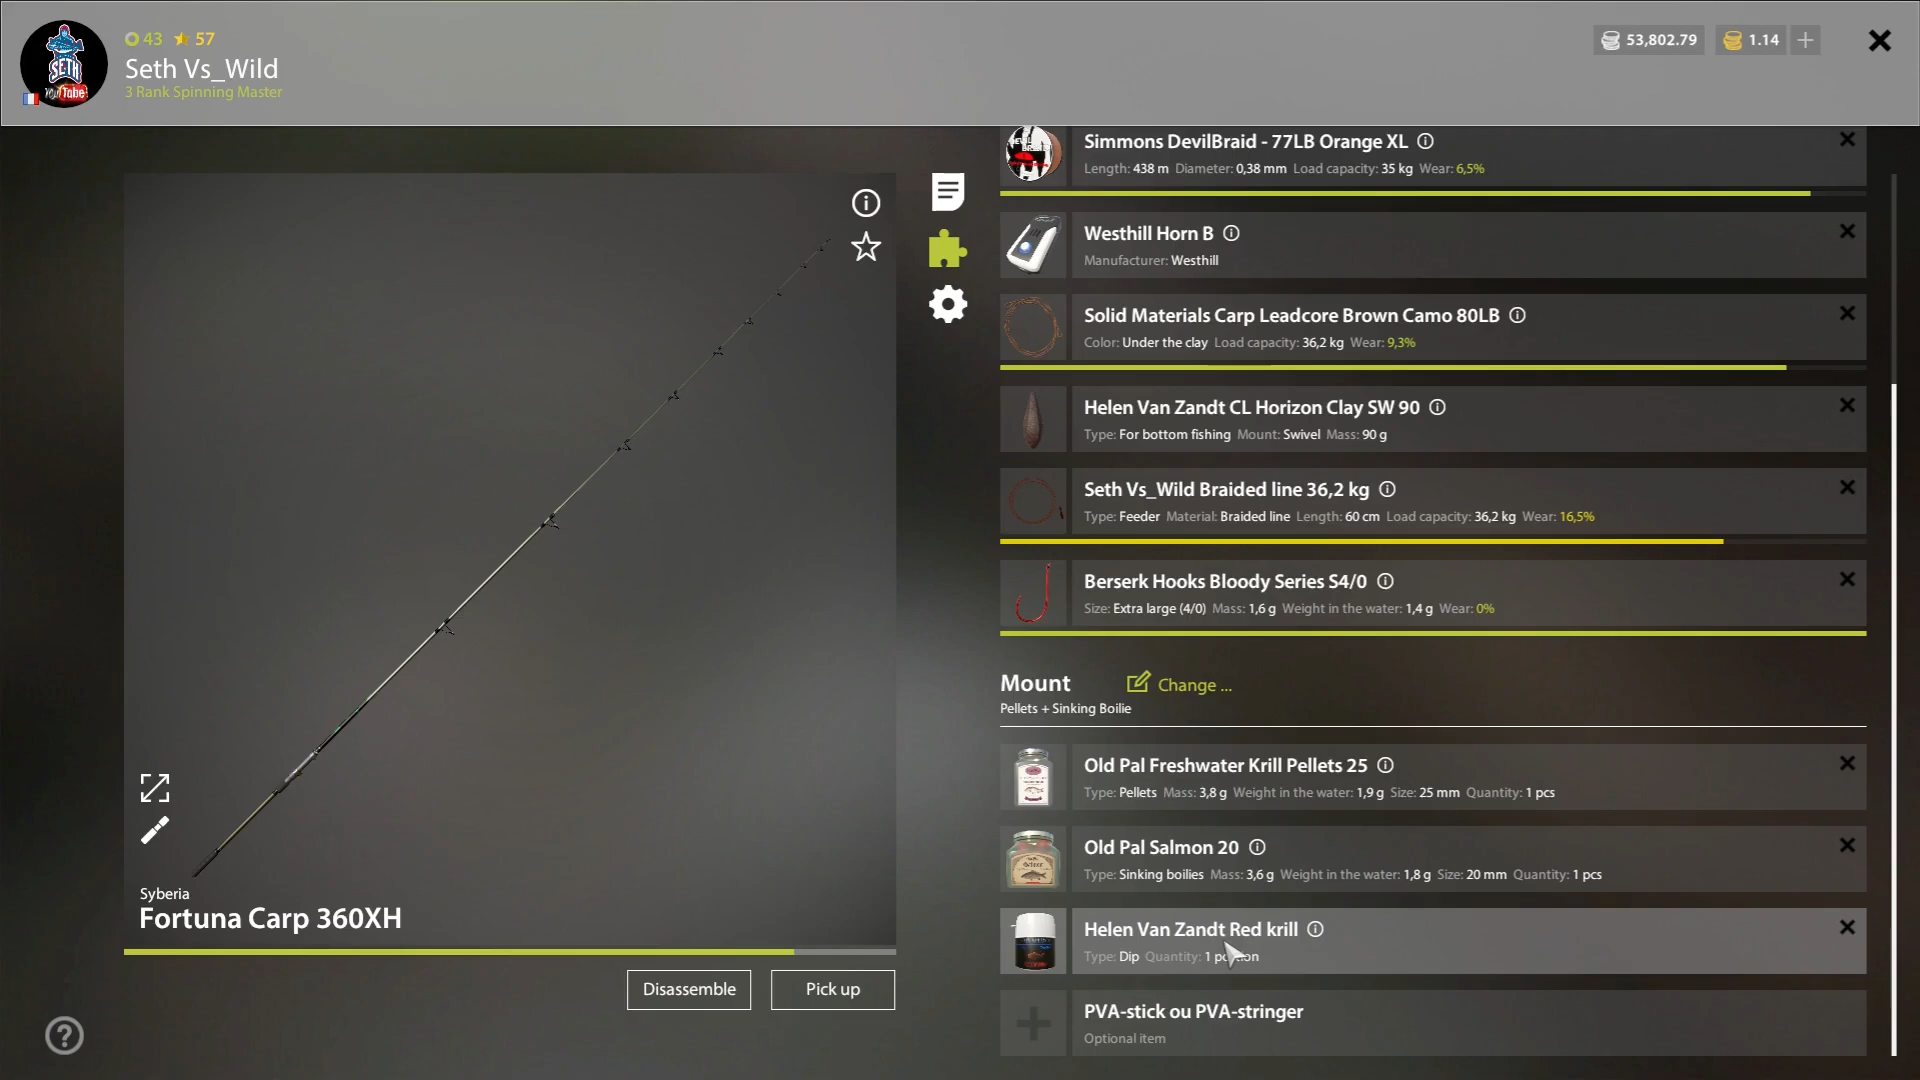 43 57
Seth Vs_Wild
3 Rank Spinning Master
53,802.79 1.14
SETH
YouTube
Simmons DevilBraid - 77LB Orange XL
Length: 438 m Diameter: 0,38 mm Load capacity: 35 kg Wear: 6,5%
Westhill Horn B
Manufacturer: Westhill
Solid Materials Carp Leadcore Brown Camo 80LB
Color: Under the clay Load capacity: 36,2 kg Wear: 9,3%
Helen Van Zandt CL Horizon Clay SW 90
Type: For bottom fishing Mount: Swivel Mass: 90 g
Seth Vs_Wild Braided line 36,2 kg
Type: Feeder Material: Braided line Length: 60 cm Load capacity: 36,2 kg Wear: 16,5%
Berserk Hooks Bloody Series S4/0
Size: Extra large (4/0) Mass: 1,6 g Weight in the water: 1,4 g Wear: 0%
Mount Change ...
Pellets + Sinking Boilie
Old Pal Freshwater Krill Pellets 25
Type: Pellets Mass: 3,8 g Weight in the water: 1,9 g Size: 25 mm Quantity: 1 pcs
Old Pal Salmon 20
Type: Sinking boilies Mass: 3,6 g Weight in the water: 1,8 g Size: 20 mm Quantity: 1 pcs
Helen Van Zandt Red krill
Type: Dip Quantity: 1 portion
PVA-stick ou PVA-stringer
Optional item
Syberia
Fortuna Carp 360XH
Disassemble Pick up